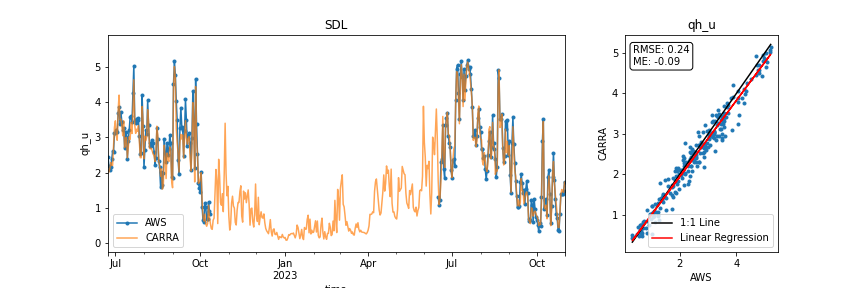 SDL
qh_u
5
4
3
2
1
0
AWS
CARRA
Jul
Oct
Jan
2023
Apr
Jul
Oct
qh_u
RMSE: 0.24
ME: -0.09
CARRA
5
4
3
2
1
1:1 Line
Linear Regression
2
4
AWS